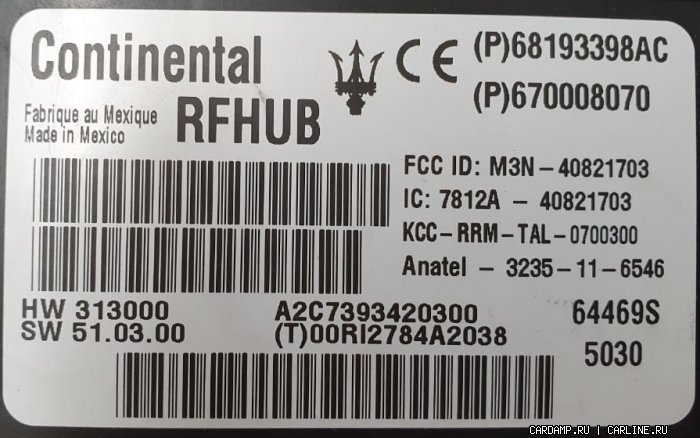 Continental
CE
(P)68193398AC
(P)670008070
Fabrique au Mexique
Made in Mexico
RFHUB
FCC ID: M3N-40821703
IC: 7812A - 40821703
KCC-RRM-TAL-0700300
Anatel - 3235-11-6546
HW 313000
SW 51.03.00
A2C7393420300
(T)00RI2784A2038
64469S
5030
CARDAMP.RU | CARLINE.RU